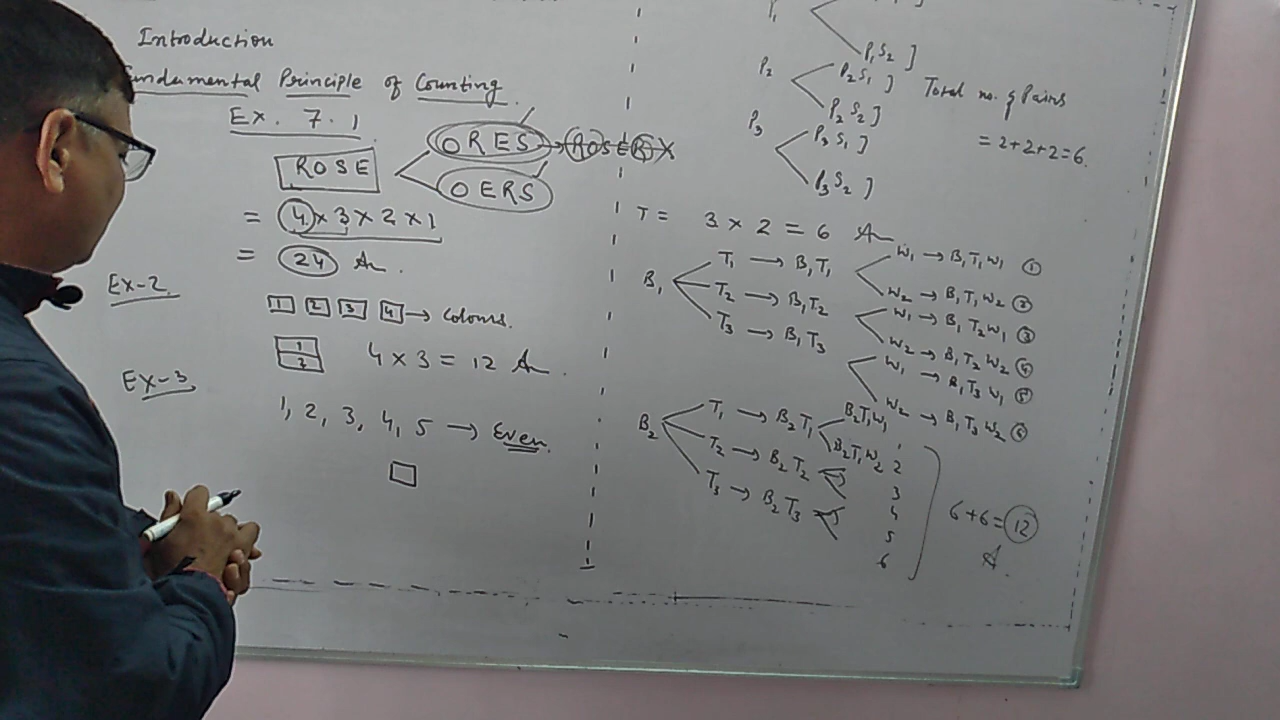 Introduction
Fundamental Principle of Counting.
Ex. 7.1
ROSE
ORES
OERS
= 4 × 3 × 2 × 1
= 24 An.
Ex-2
1 2 3 4 → Colours.
1
2
4 × 3 = 12 An.
Ex-3
1, 2, 3, 4, 5 → Even.
P₁
P₁S₂]
P₂
P₂S₁]
P₂S₂]
P₃
P₃S₁]
P₃S₂]
Total no. of Pairs
= 2+2+2=6.
T = 3 × 2 = 6 An
B₁
T₁ → B₁T₁
T₂ → B₁T₂
T₃ → B₁T₃
W₁ → B₁T₁W₁ ①
W₂ → B₁T₁W₂ ②
W₁ → B₁T₂W₁ ③
W₂ → B₁T₂W₂ ④
W₁ → B₁T₃W₁ ⑤
W₂ → B₁T₃W₂ ⑥
B₂
T₁ → B₂T₁
T₂ → B₂T₂
T₃ → B₂T₃
B₂T₁W₁ 1
B₂T₁W₂ 2
3
4
5
6
6+6=12
A.